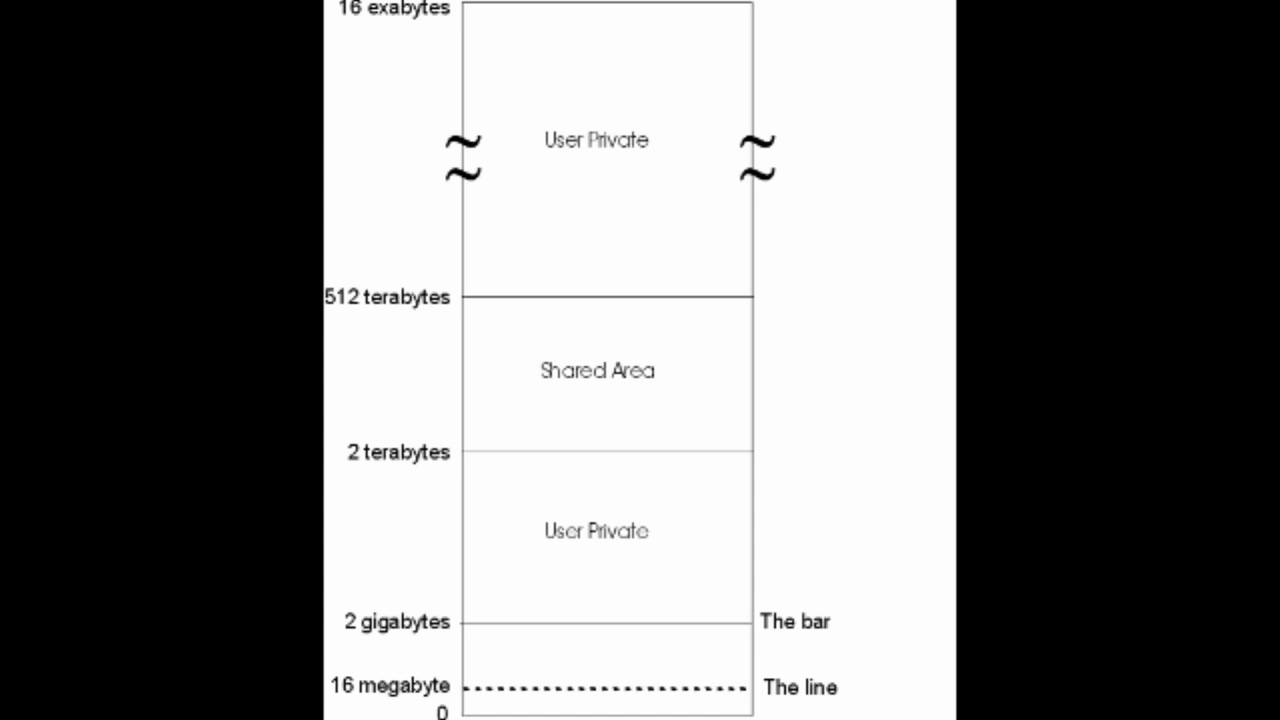 16 exabytes
User Private
512 terabytes
Shared Area
2 terabytes
User Private
2 gigabytes
The bar
16 megabyte
The line
0